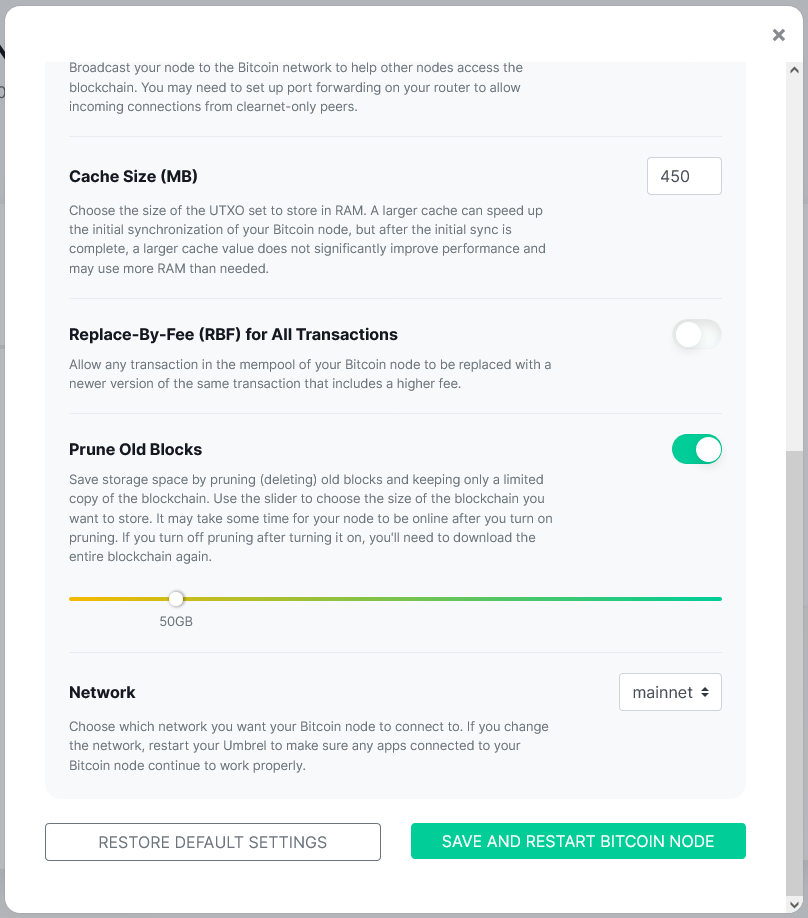 ×
Broadcast your node to the Bitcoin network to help other nodes access the
blockchain. You may need to set up port forwarding on your router to allow
incoming connections from clearnet-only peers.
Cache Size (MB)
450
Choose the size of the UTXO set to store in RAM. A larger cache can speed up
the initial synchronization of your Bitcoin node, but after the initial sync is
complete, a larger cache value does not significantly improve performance and
may use more RAM than needed.
Replace-By-Fee (RBF) for All Transactions
Allow any transaction in the mempool of your Bitcoin node to be replaced with a
newer version of the same transaction that includes a higher fee.
Prune Old Blocks
Save storage space by pruning (deleting) old blocks and keeping only a limited
copy of the blockchain. Use the slider to choose the size of the blockchain you
want to store. It may take some time for your node to be online after you turn on
pruning. If you turn off pruning after turning it on, you'll need to download the
entire blockchain again.
50GB
Network
mainnet
Choose which network you want your Bitcoin node to connect to. If you change
the network, restart your Umbrel to make sure any apps connected to your
Bitcoin node continue to work properly.
RESTORE DEFAULT SETTINGS
SAVE AND RESTART BITCOIN NODE